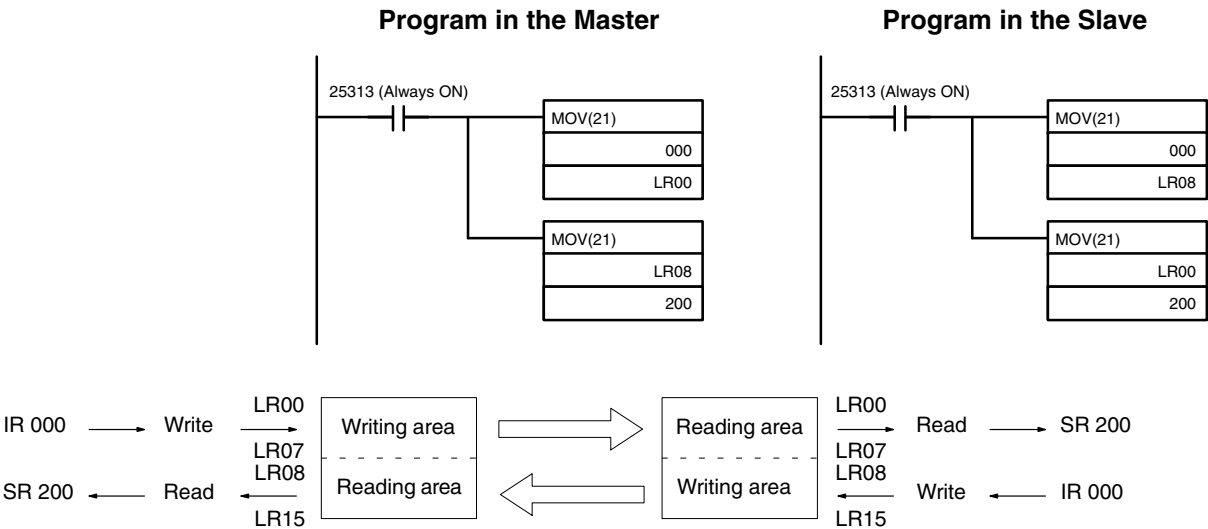 Program in the Master
Program in the Slave
25313 (Always ON)
MOV(21)
000
LR00
MOV(21)
LR08
200
25313 (Always ON)
MOV(21)
000
LR08
MOV(21)
LR00
200
IR 000 Write LR00 Writing area Reading area LR00 Read SR 200
LR07 LR07
SR 200 Read LR08 Reading area Writing area LR08 Write IR 000
LR15 LR15